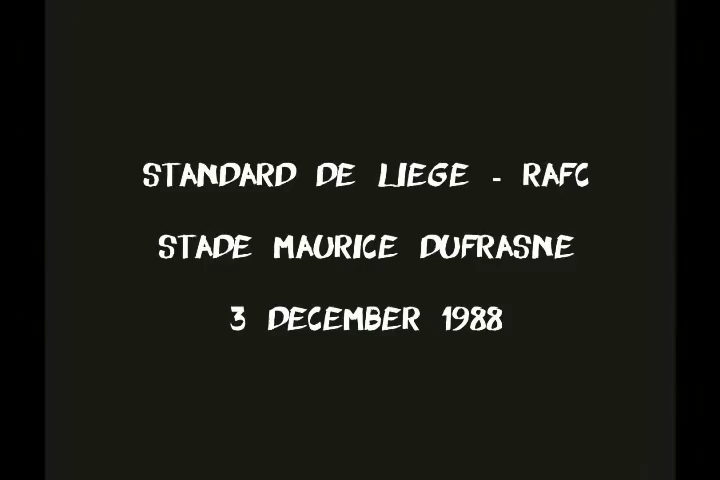 STANDARD DE LIEGE - RAFC
STADE MAURICE DUFRASNE
3 DECEMBER 1988